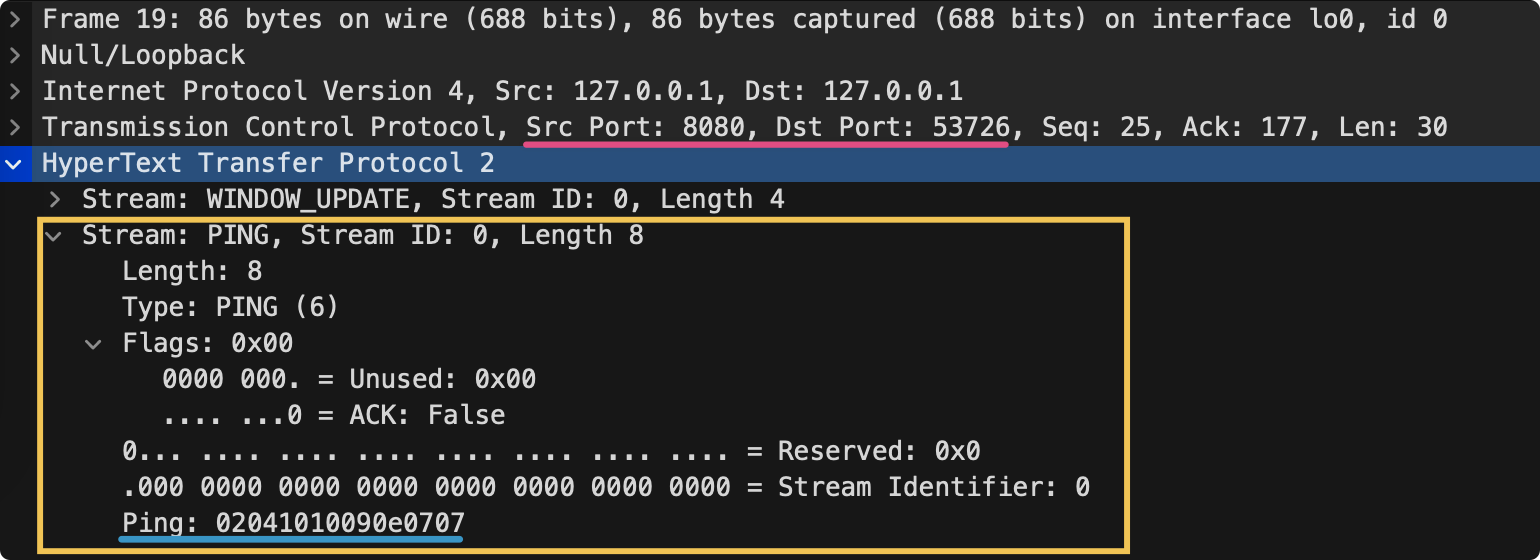 Frame 19: 86 bytes on wire (688 bits), 86 bytes captured (688 bits) on interface lo0, id 0
Null/Loopback
Internet Protocol Version 4, Src: 127.0.0.1, Dst: 127.0.0.1
Transmission Control Protocol, Src Port: 8080, Dst Port: 53726, Seq: 25, Ack: 177, Len: 30
HyperText Transfer Protocol 2
Stream: WINDOW_UPDATE, Stream ID: 0, Length 4
Stream: PING, Stream ID: 0, Length 8
Length: 8
Type: PING (6)
Flags: 0x00
0000 000. = Unused: 0x00
.... ...0 = ACK: False
0... .... .... .... .... .... .... .... = Reserved: 0x0
.000 0000 0000 0000 0000 0000 0000 0000 = Stream Identifier: 0
Ping: 02041010090e0707